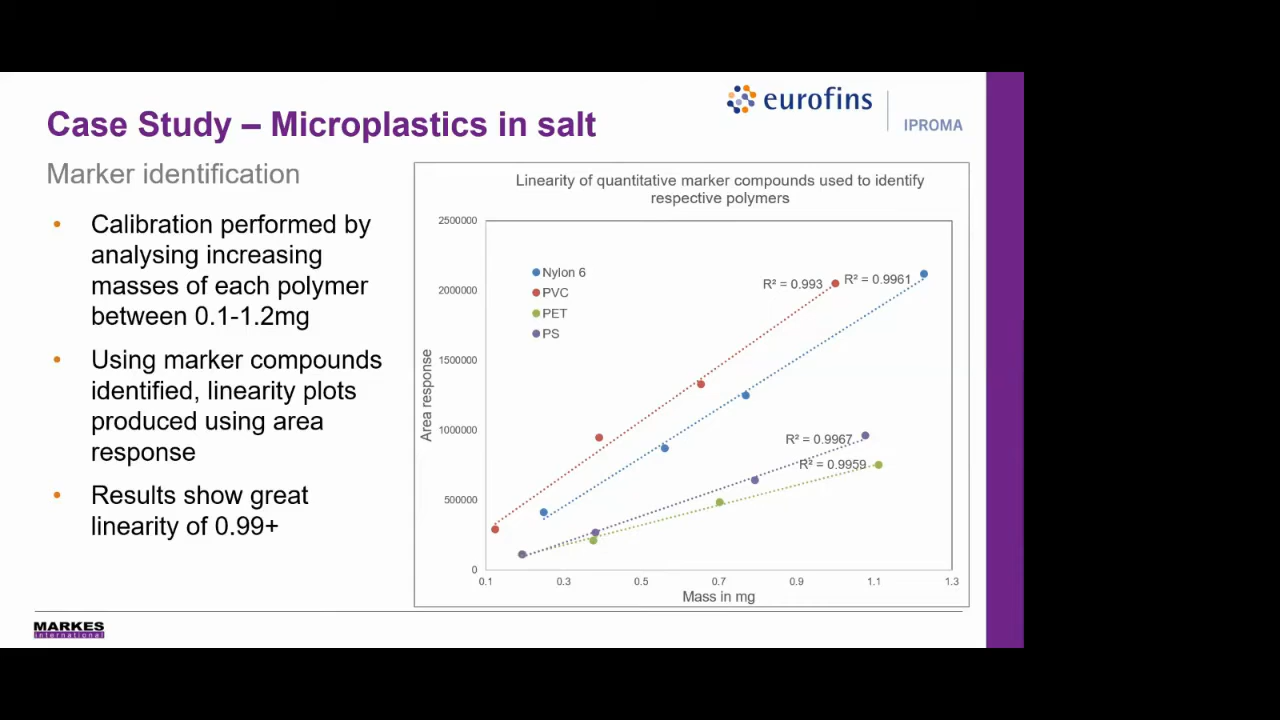 eurofins
IPROMA
Case Study – Microplastics in salt
Marker identification
• Calibration performed by
analysing increasing
masses of each polymer
between 0.1-1.2mg
• Using marker compounds
identified, linearity plots
produced using area
response
• Results show great
linearity of 0.99+
Linearity of quantitative marker compounds used to identify
respective polymers
2500000
2000000
1500000
1000000
500000
0
Area response
Nylon 6
PVC
PET
PS
R² = 0.993
R² = 0.9961
R² = 0.9967
R² = 0.9959
0.1 0.3 0.5 0.7 0.9 1.1 1.3
Mass in mg
MARKES
international